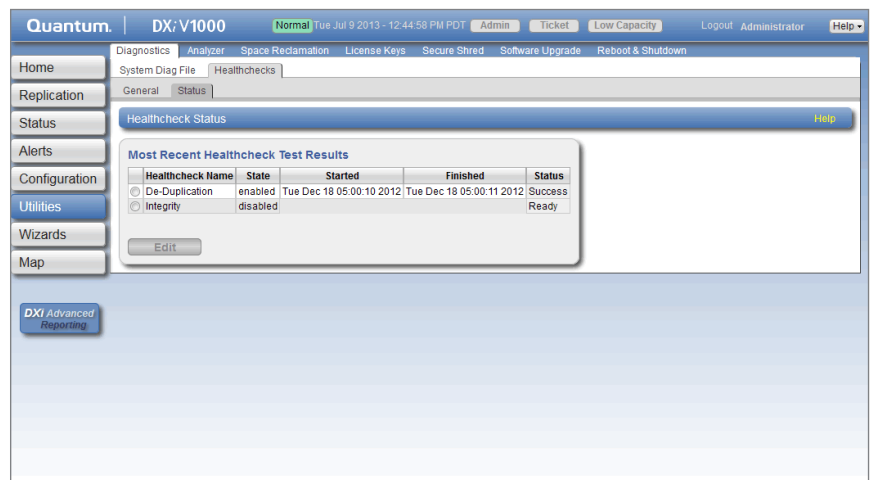 Quantum. DXi V1000 Normal Tue Jul 9 2013 - 12:44:58 PM PDT Admin Ticket Low Capacity Logout Administrator Help
Diagnostics Analyzer Space Reclamation License Keys Secure Shred Software Upgrade Reboot & Shutdown
System Diag File Healthchecks
General Status
Home
Replication
Status
Alerts
Configuration
Utilities
Wizards
Map
DXi Advanced
Reporting
Healthcheck Status Help
Most Recent Healthcheck Test Results
Healthcheck Name State Started Finished Status
De-Duplication enabled Tue Dec 18 05:00:10 2012 Tue Dec 18 05:00:11 2012 Success
Integrity disabled Ready
Edit